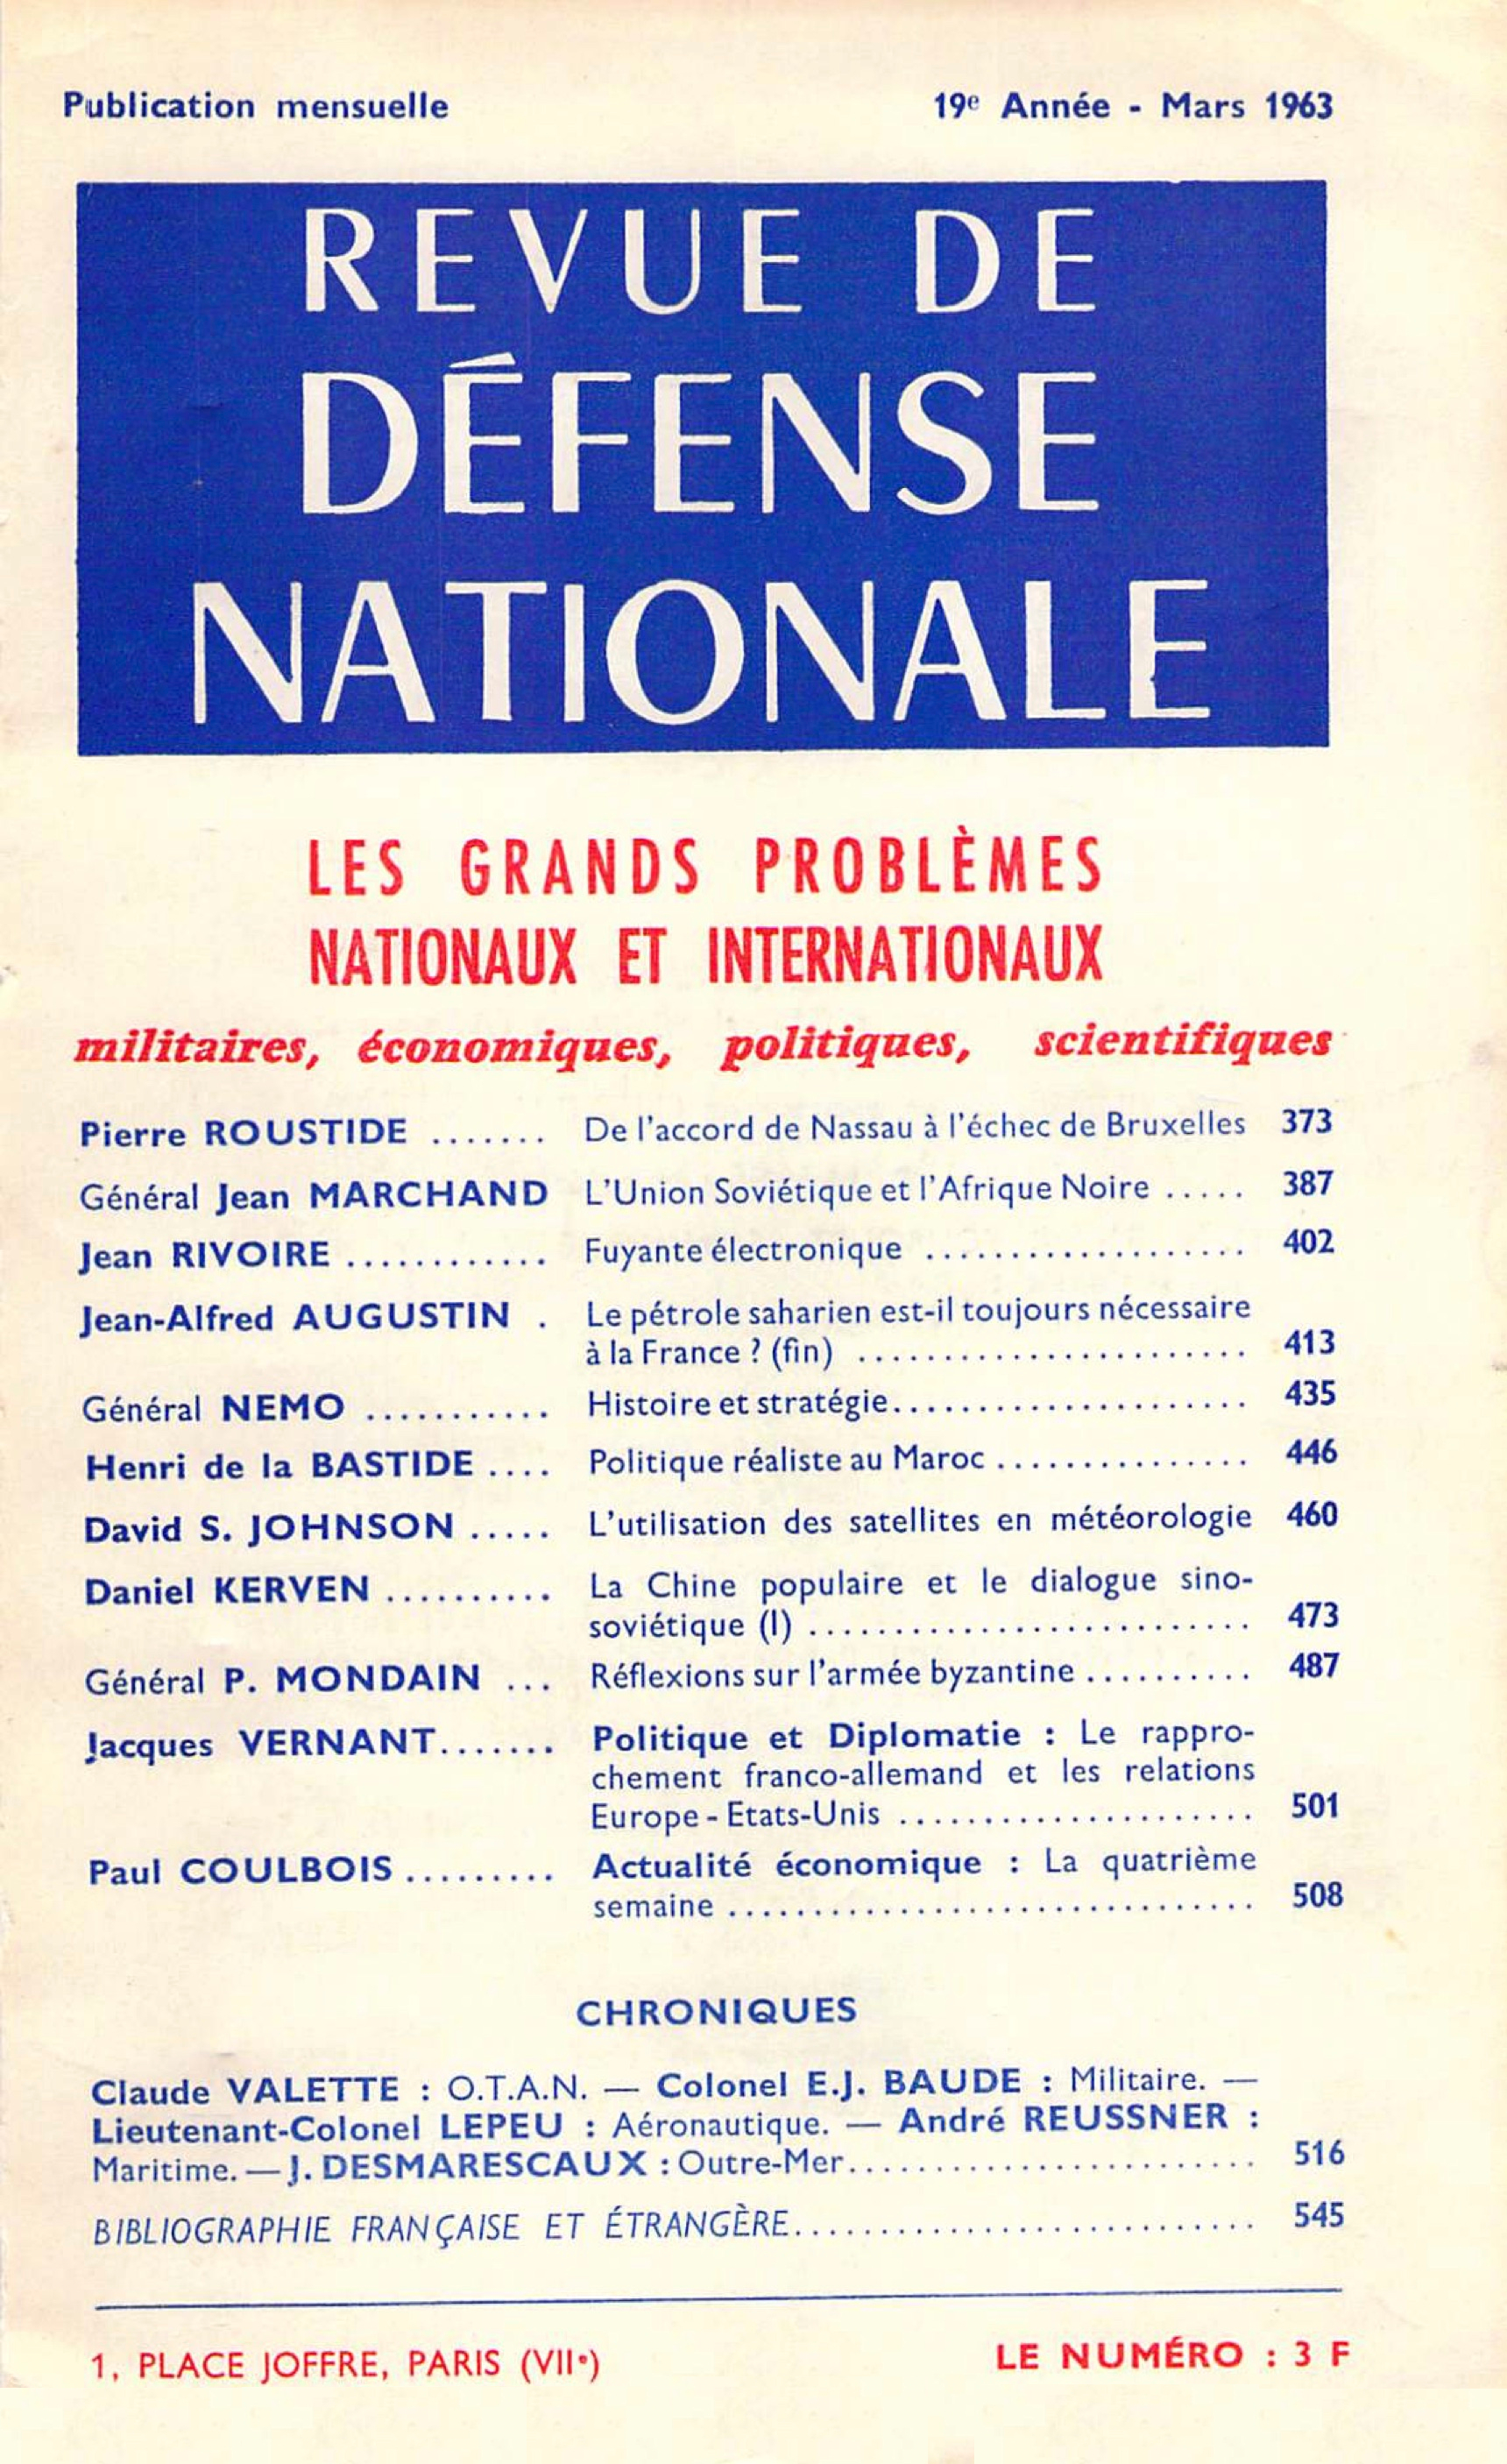 Publication mensuelle 19e Année - Mars 1963
REVUE DE
DÉFENSE
NATIONALE
LES GRANDS PROBLÈMES
NATIONAUX ET INTERNATIONAUX
militaires, économiques, politiques, scientifiques
Pierre ROUSTIDE ....... De l'accord de Nassau à l'échec de Bruxelles 373
Général Jean MARCHAND L'Union Soviétique et l'Afrique Noire ..... 387
Jean RIVOIRE ............ Fuyante électronique ................... 402
Jean-Alfred AUGUSTIN . Le pétrole saharien est-il toujours nécessaire
à la France ? (fin) ....................... 413
Général NEMO ........... Histoire et stratégie..................... 435
Henri de la BASTIDE .... Politique réaliste au Maroc ............... 446
David S. JOHNSON ..... L'utilisation des satellites en météorologie 460
Daniel KERVEN .......... La Chine populaire et le dialogue sino-
soviétique (I) .......................... 473
Général P. MONDAIN ... Réflexions sur l'armée byzantine .......... 487
Jacques VERNANT....... Politique et Diplomatie : Le rappro-
chement franco-allemand et les relations
Europe - Etats-Unis ..................... 501
Paul COULBOIS ......... Actualité économique : La quatrième
semaine ............................... 508
CHRONIQUES
Claude VALETTE : O.T.A.N. — Colonel E.J. BAUDE : Militaire. —
Lieutenant-Colonel LEPEU : Aéronautique. — André REUSSNER :
Maritime. — J. DESMARESCAUX : Outre-Mer........................ 516
BIBLIOGRAPHIE FRANÇAISE ET ÉTRANGÈRE........................... 545
1, PLACE JOFFRE, PARIS (VIIe) LE NUMÉRO : 3 F